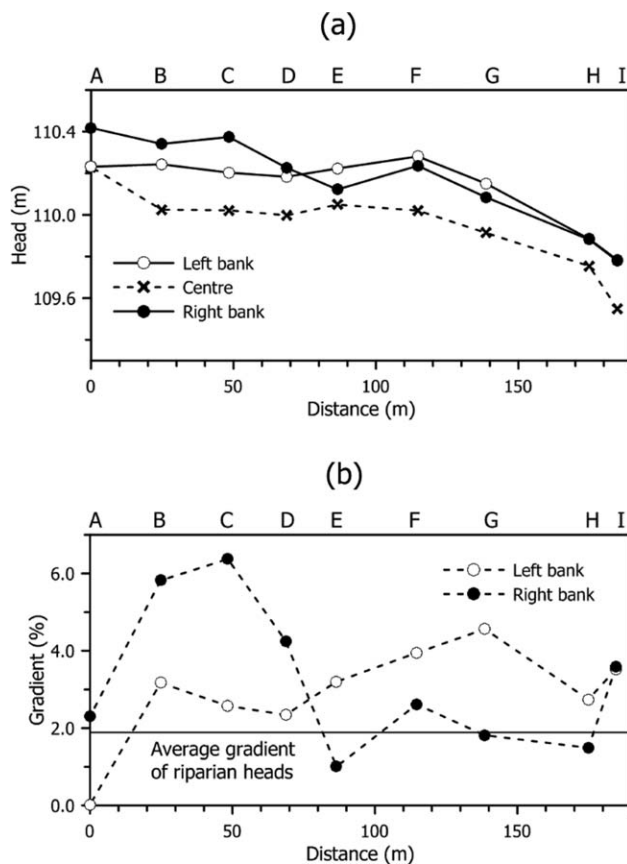 (a)
A B C D E F G H I
110.4
110.0
109.6
Head (m)
Left bank
Centre
Right bank
0 50 100 150
Distance (m)
(b)
A B C D E F G H I
6.0
4.0
2.0
0.0
Gradient (%)
Left bank
Right bank
Average gradient
of riparian heads
0 50 100 150
Distance (m)